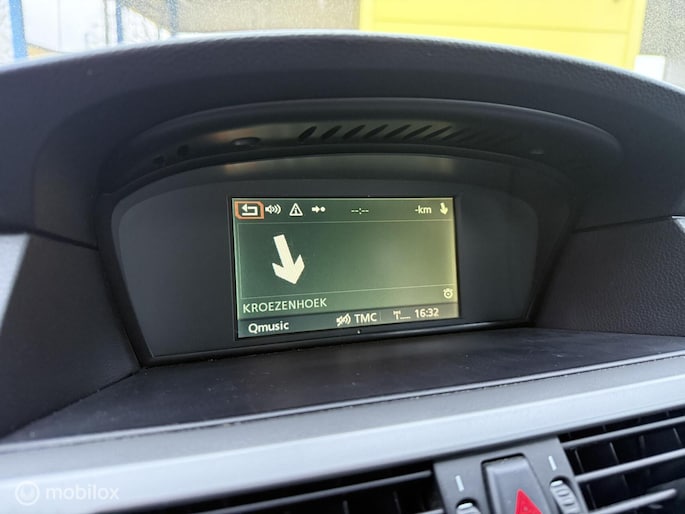 --:-- -km
KROEZENHOEK
Qmusic TMC 16:32
mobilox